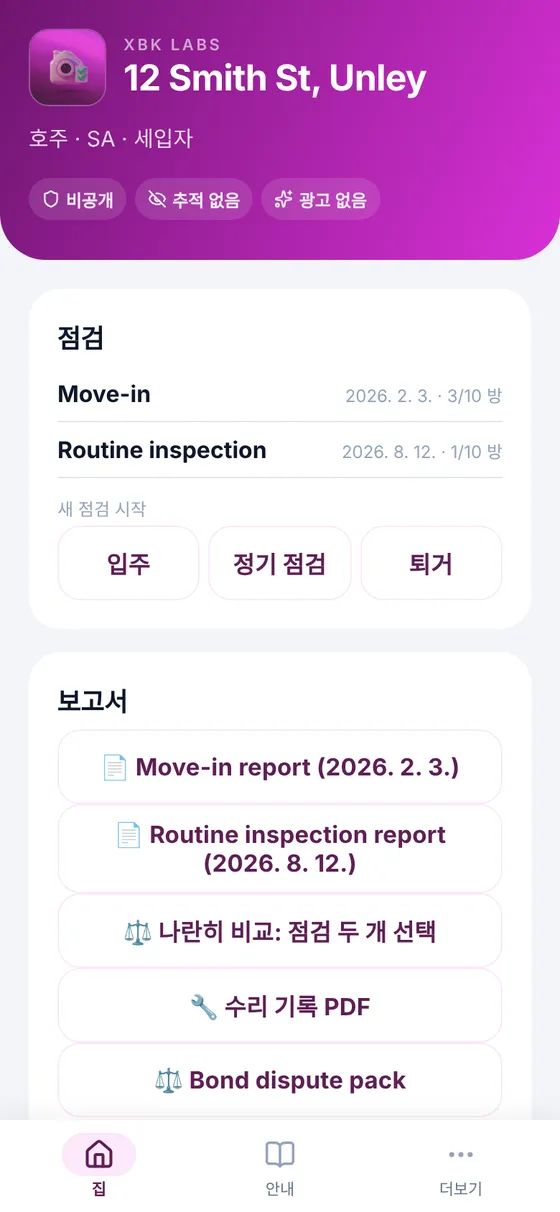 XBK LABS
12 Smith St, Unley
호주 · SA · 세입자
비공개
추적 없음
광고 없음
점검
Move-in
2026. 2. 3. · 3/10 방
Routine inspection
2026. 8. 12. · 1/10 방
새 점검 시작
입주
정기 점검
퇴거
보고서
📄 Move-in report (2026. 2. 3.)
📄 Routine inspection report
(2026. 8. 12.)
⚖️ 나란히 비교: 점검 두 개 선택
🔧 수리 기록 PDF
⚖️ Bond dispute pack
집
안내
더보기